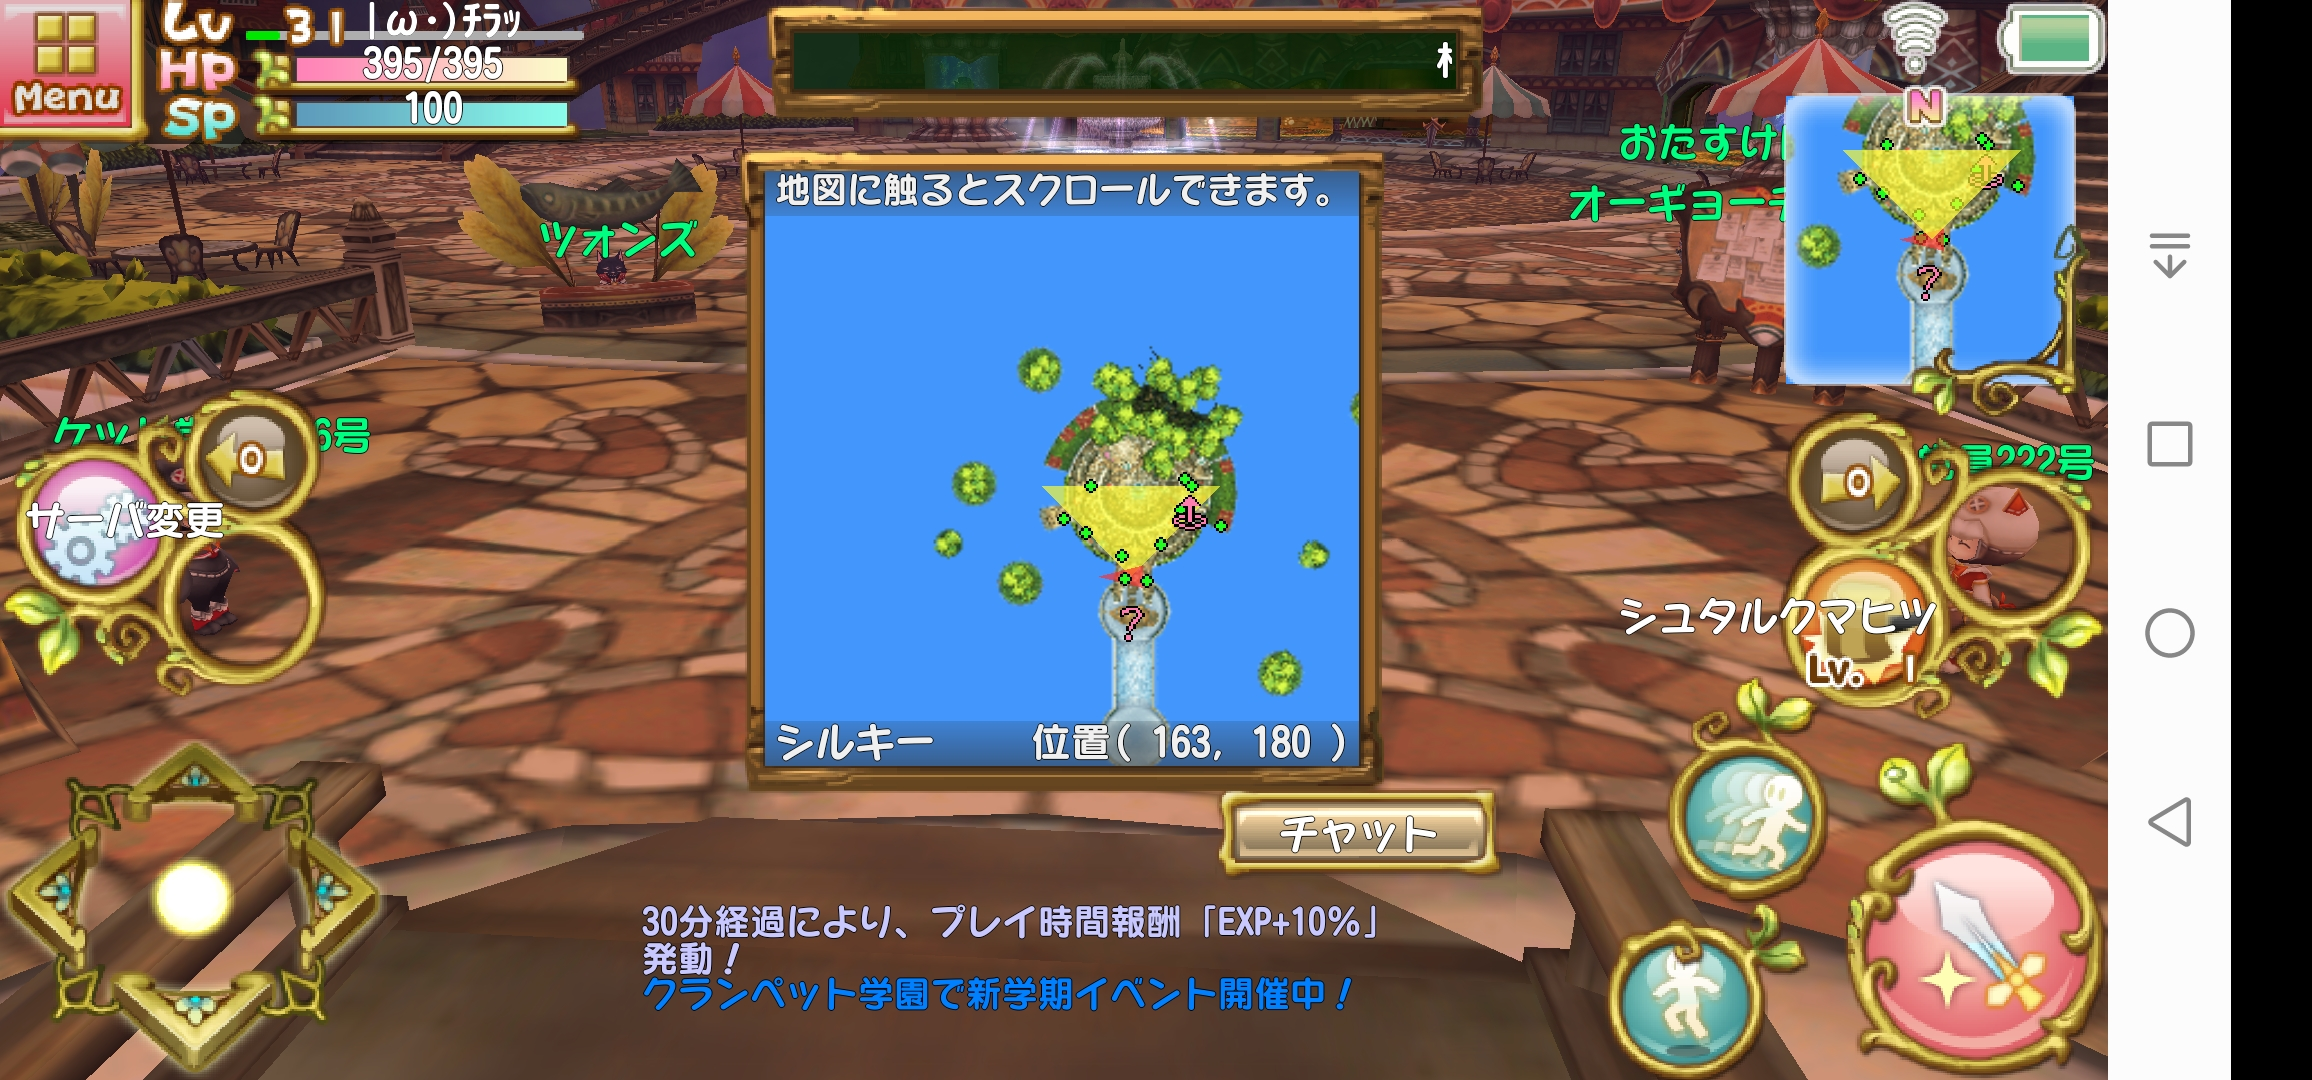 Menu
Lv 31 |ω・)ﾁﾗｯ
HP 395/395
SP 100
N
おたすけ
オーギョー
ツォンズ
地図に触るとスクロールできます。
6号
222号
0
0
サーバ変更
シュタルクマヒツ
Lv. 1
?
?
シルキー 位置( 163, 180 )
チャット
30分経過により、プレイ時間報酬「EXP+10%」
発動！
クランペット学園で新学期イベント開催中！